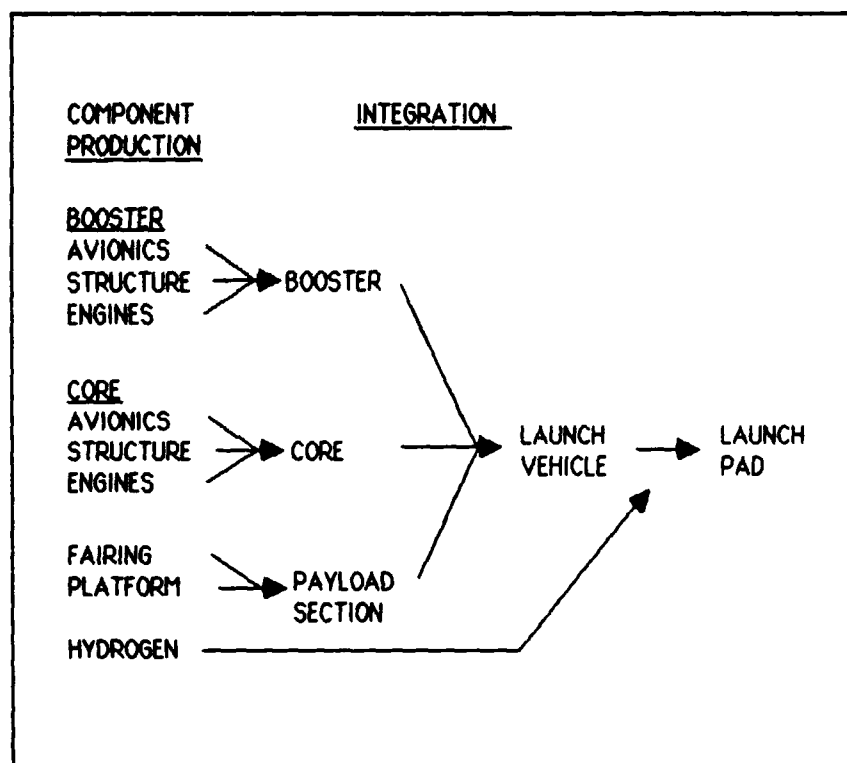 COMPONENT
PRODUCTION
INTEGRATION
BOOSTER
AVIONICS
STRUCTURE
ENGINES
BOOSTER
CORE
AVIONICS
STRUCTURE
ENGINES
CORE
LAUNCH
VEHICLE
LAUNCH
PAD
FAIRING
PLATFORM
PAYLOAD
SECTION
HYDROGEN